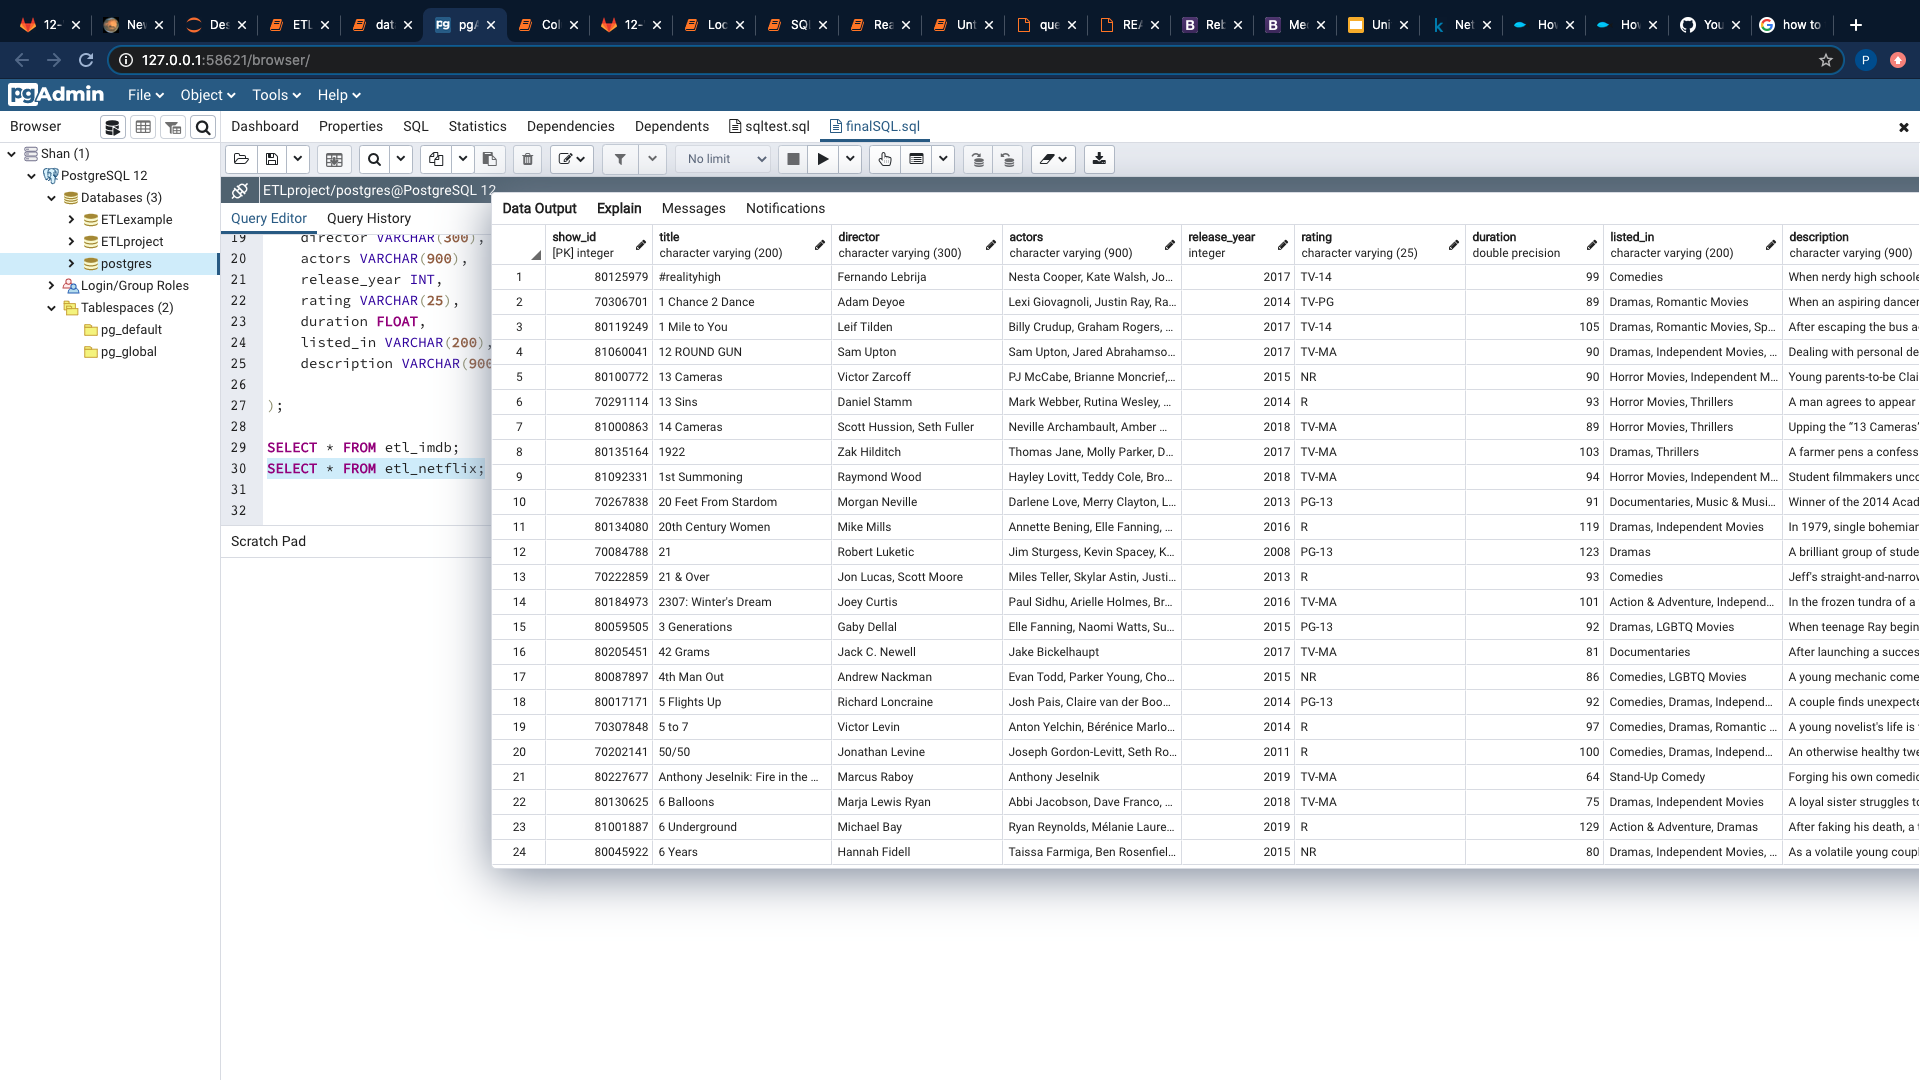 12- New Des ETL data pgA Col 12- Loc SQL Rea Unt que REA Reb Me Uni Net Hov Hov You how to
127.0.0.1:58621/browser/
P
pgAdmin File Object Tools Help
Browser
Dashboard Properties SQL Statistics Dependencies Dependents sqltest.sql finalSQL.sql
Shan (1)
PostgreSQL 12
Databases (3)
ETLexample
ETLproject
postgres
Login/Group Roles
Tablespaces (2)
pg_default
pg_global
No limit
ETLproject/postgres@PostgreSQL 12
Query Editor Query History
19 director VARCHAR(300),
20 actors VARCHAR(900),
21 release_year INT,
22 rating VARCHAR(25),
23 duration FLOAT,
24 listed_in VARCHAR(200),
25 description VARCHAR(900
26
27 );
28
29 SELECT * FROM etl_imdb;
30 SELECT * FROM etl_netflix;
31
32
Scratch Pad
Data Output Explain Messages Notifications
show_id title director actors release_year rating duration listed_in description
[PK] integer character varying (200) character varying (300) character varying (900) integer character varying (25) double precision character varying (200) character varying (900)
1 80125979 #realityhigh Fernando Lebrija Nesta Cooper, Kate Walsh, Jo... 2017 TV-14 99 Comedies When nerdy high schoole
2 70306701 1 Chance 2 Dance Adam Deyoe Lexi Giovagnoli, Justin Ray, Ra... 2014 TV-PG 89 Dramas, Romantic Movies When an aspiring dancer
3 80119249 1 Mile to You Leif Tilden Billy Crudup, Graham Rogers, ... 2017 TV-14 105 Dramas, Romantic Movies, Sp... After escaping the bus a
4 81060041 12 ROUND GUN Sam Upton Sam Upton, Jared Abrahamso... 2017 TV-MA 90 Dramas, Independent Movies, ... Dealing with personal de
5 80100772 13 Cameras Victor Zarcoff PJ McCabe, Brianne Moncrief,... 2015 NR 90 Horror Movies, Independent M... Young parents-to-be Clai
6 70291114 13 Sins Daniel Stamm Mark Webber, Rutina Wesley, ... 2014 R 93 Horror Movies, Thrillers A man agrees to appear
7 81000863 14 Cameras Scott Hussion, Seth Fuller Neville Archambault, Amber ... 2018 TV-MA 89 Horror Movies, Thrillers Upping the “13 Cameras”
8 80135164 1922 Zak Hilditch Thomas Jane, Molly Parker, D... 2017 TV-MA 103 Dramas, Thrillers A farmer pens a confess
9 81092331 1st Summoning Raymond Wood Hayley Lovitt, Teddy Cole, Bro... 2018 TV-MA 94 Horror Movies, Independent M... Student filmmakers unco
10 70267838 20 Feet From Stardom Morgan Neville Darlene Love, Merry Clayton, L... 2013 PG-13 91 Documentaries, Music & Musi... Winner of the 2014 Acad
11 80134080 20th Century Women Mike Mills Annette Bening, Elle Fanning, ... 2016 R 119 Dramas, Independent Movies In 1979, single bohemian
12 70084788 21 Robert Luketic Jim Sturgess, Kevin Spacey, K... 2008 PG-13 123 Dramas A brilliant group of stude
13 70222859 21 & Over Jon Lucas, Scott Moore Miles Teller, Skylar Astin, Justi... 2013 R 93 Comedies Jeff's straight-and-narrow
14 80184973 2307: Winter's Dream Joey Curtis Paul Sidhu, Arielle Holmes, Br... 2016 TV-MA 101 Action & Adventure, Independ... In the frozen tundra of a
15 80059505 3 Generations Gaby Dellal Elle Fanning, Naomi Watts, Su... 2015 PG-13 92 Dramas, LGBTQ Movies When teenage Ray begin
16 80205451 42 Grams Jack C. Newell Jake Bickelhaupt 2017 TV-MA 81 Documentaries After launching a succes
17 80087897 4th Man Out Andrew Nackman Evan Todd, Parker Young, Cho... 2015 NR 86 Comedies, LGBTQ Movies A young mechanic come
18 80017171 5 Flights Up Richard Loncraine Josh Pais, Claire van der Boo... 2014 PG-13 92 Comedies, Dramas, Independ... A couple finds unexpecte
19 70307848 5 to 7 Victor Levin Anton Yelchin, Bérénice Marlo... 2014 R 97 Comedies, Dramas, Romantic ... A young novelist's life is
20 70202141 50/50 Jonathan Levine Joseph Gordon-Levitt, Seth Ro... 2011 R 100 Comedies, Dramas, Independ... An otherwise healthy twe
21 80227677 Anthony Jeselnik: Fire in the ... Marcus Raboy Anthony Jeselnik 2019 TV-MA 64 Stand-Up Comedy Forging his own comedic
22 80130625 6 Balloons Marja Lewis Ryan Abbi Jacobson, Dave Franco, ... 2018 TV-MA 75 Dramas, Independent Movies A loyal sister struggles to
23 81001887 6 Underground Michael Bay Ryan Reynolds, Mélanie Laure... 2019 R 129 Action & Adventure, Dramas After faking his death, a
24 80045922 6 Years Hannah Fidell Taissa Farmiga, Ben Rosenfiel... 2015 NR 80 Dramas, Independent Movies, ... As a volatile young coupl